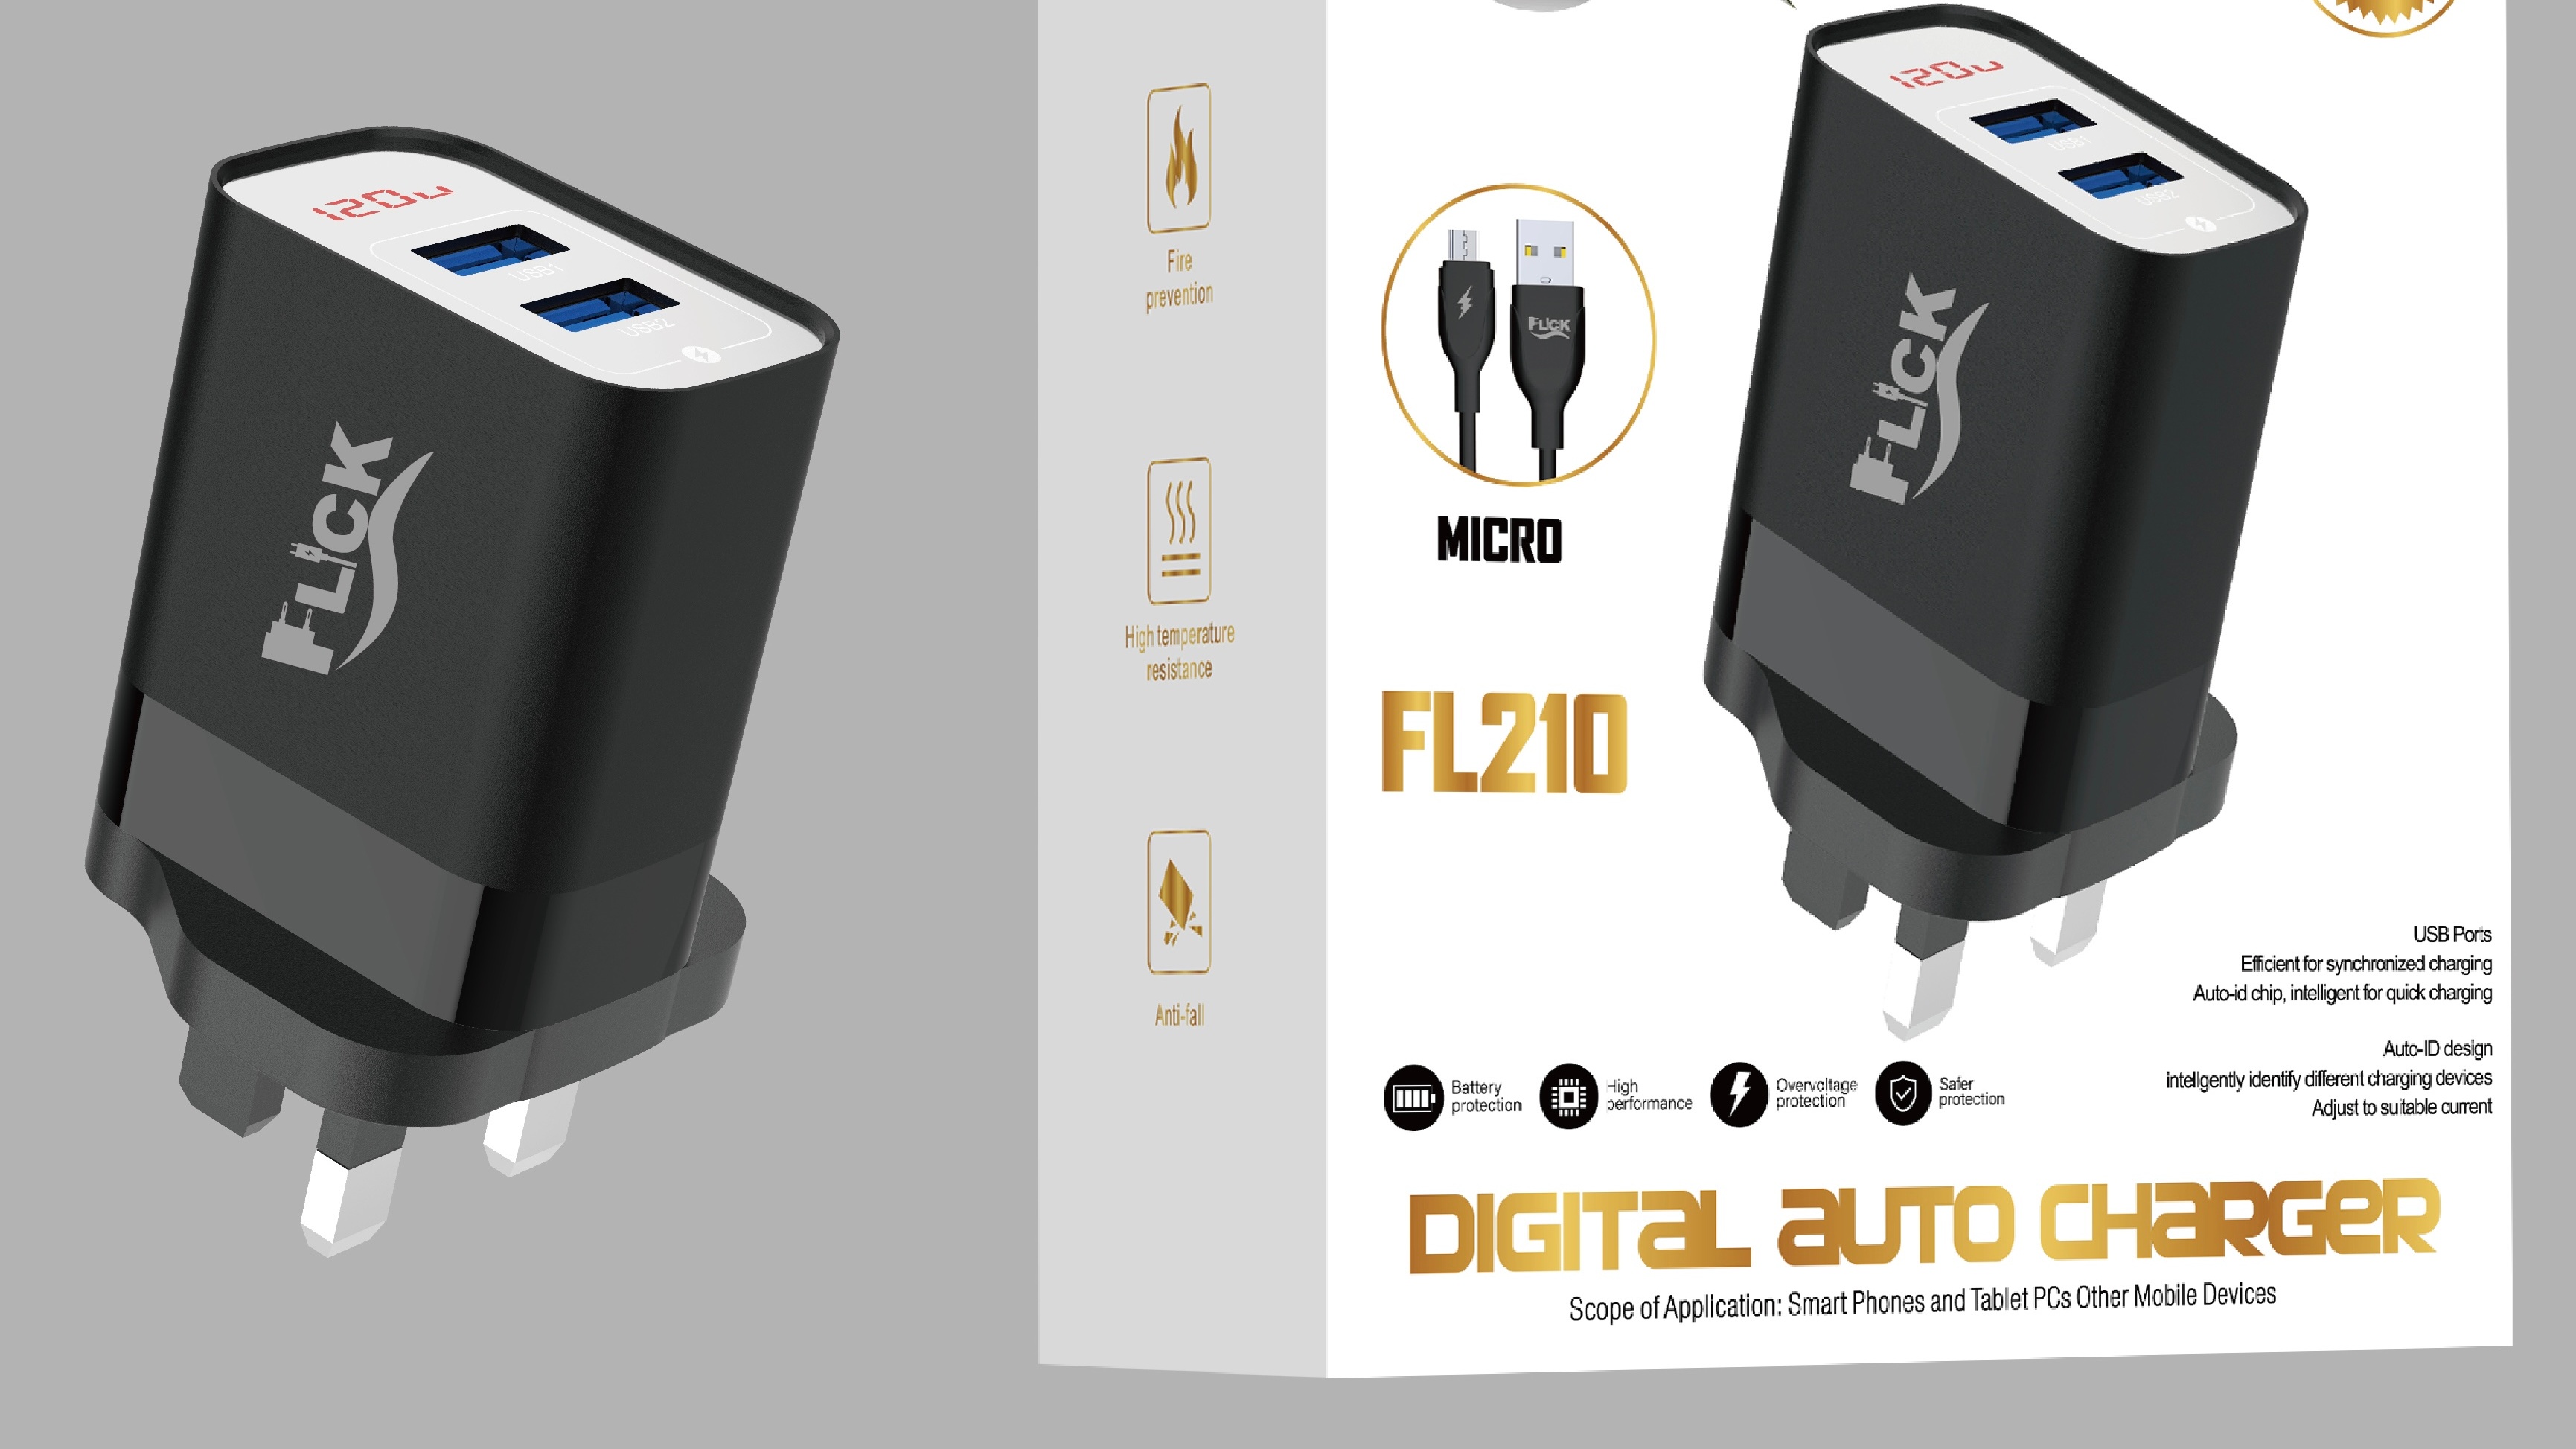 120u
USB1
USB2
FLICK
Fire
prevention
High temperature
resistance
Anti-fall
FLICK
MICRO
FL210
120u
USB1
USB2
FLICK
USB Ports
Efficient for synchronized charging
Auto-id chip, intelligent for quick charging
Auto-ID design
intellgently identify different charging devices
Adjust to suitable current
Battery
protection
High
performance
Overvoltage
protection
Safer
protection
DIGITAL AUTO CHARGER
Scope of Application: Smart Phones and Tablet PCs Other Mobile Devices